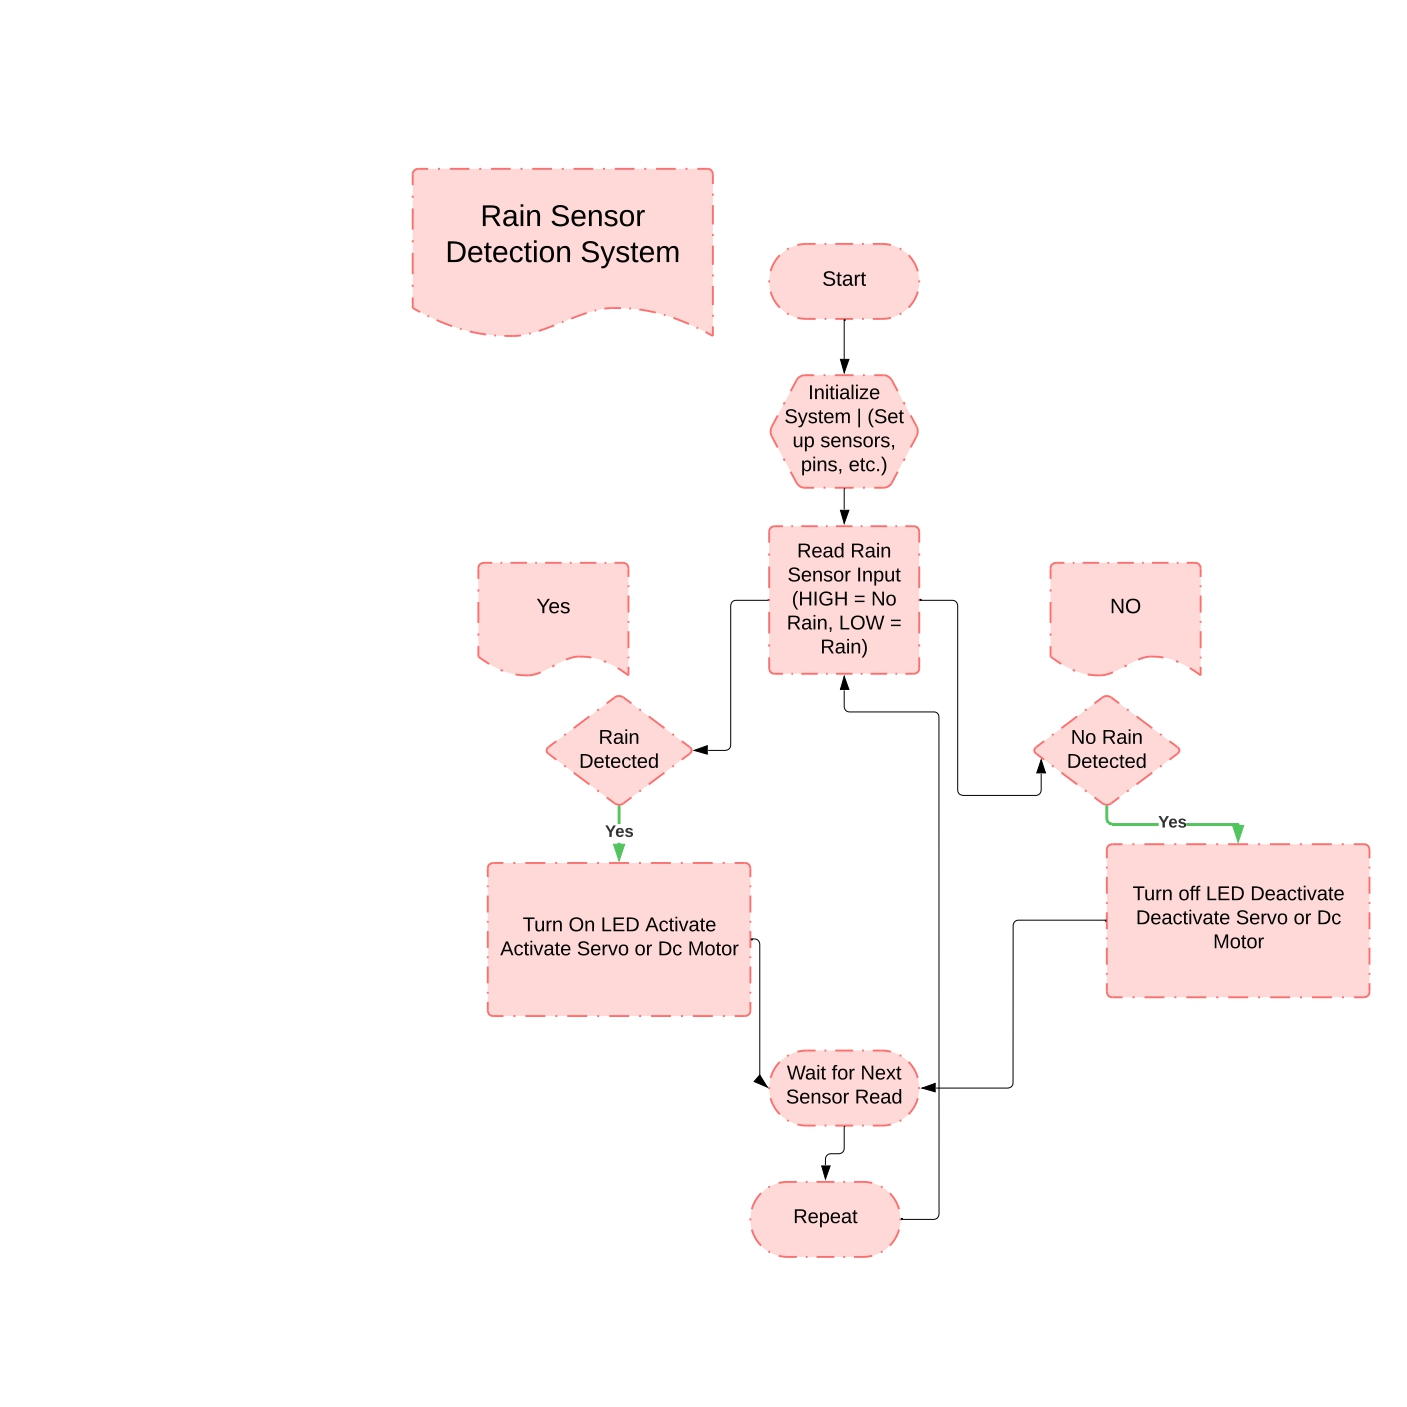 Rain Sensor
Detection System
Start
Initialize
System | (Set
up sensors,
pins, etc.)
Read Rain
Sensor Input
(HIGH = No
Rain, LOW =
Rain)
Yes
NO
Rain
Detected
No Rain
Detected
Yes
Yes
Turn On LED Activate
Activate Servo or Dc Motor
Turn off LED Deactivate
Deactivate Servo or Dc
Motor
Wait for Next
Sensor Read
Repeat